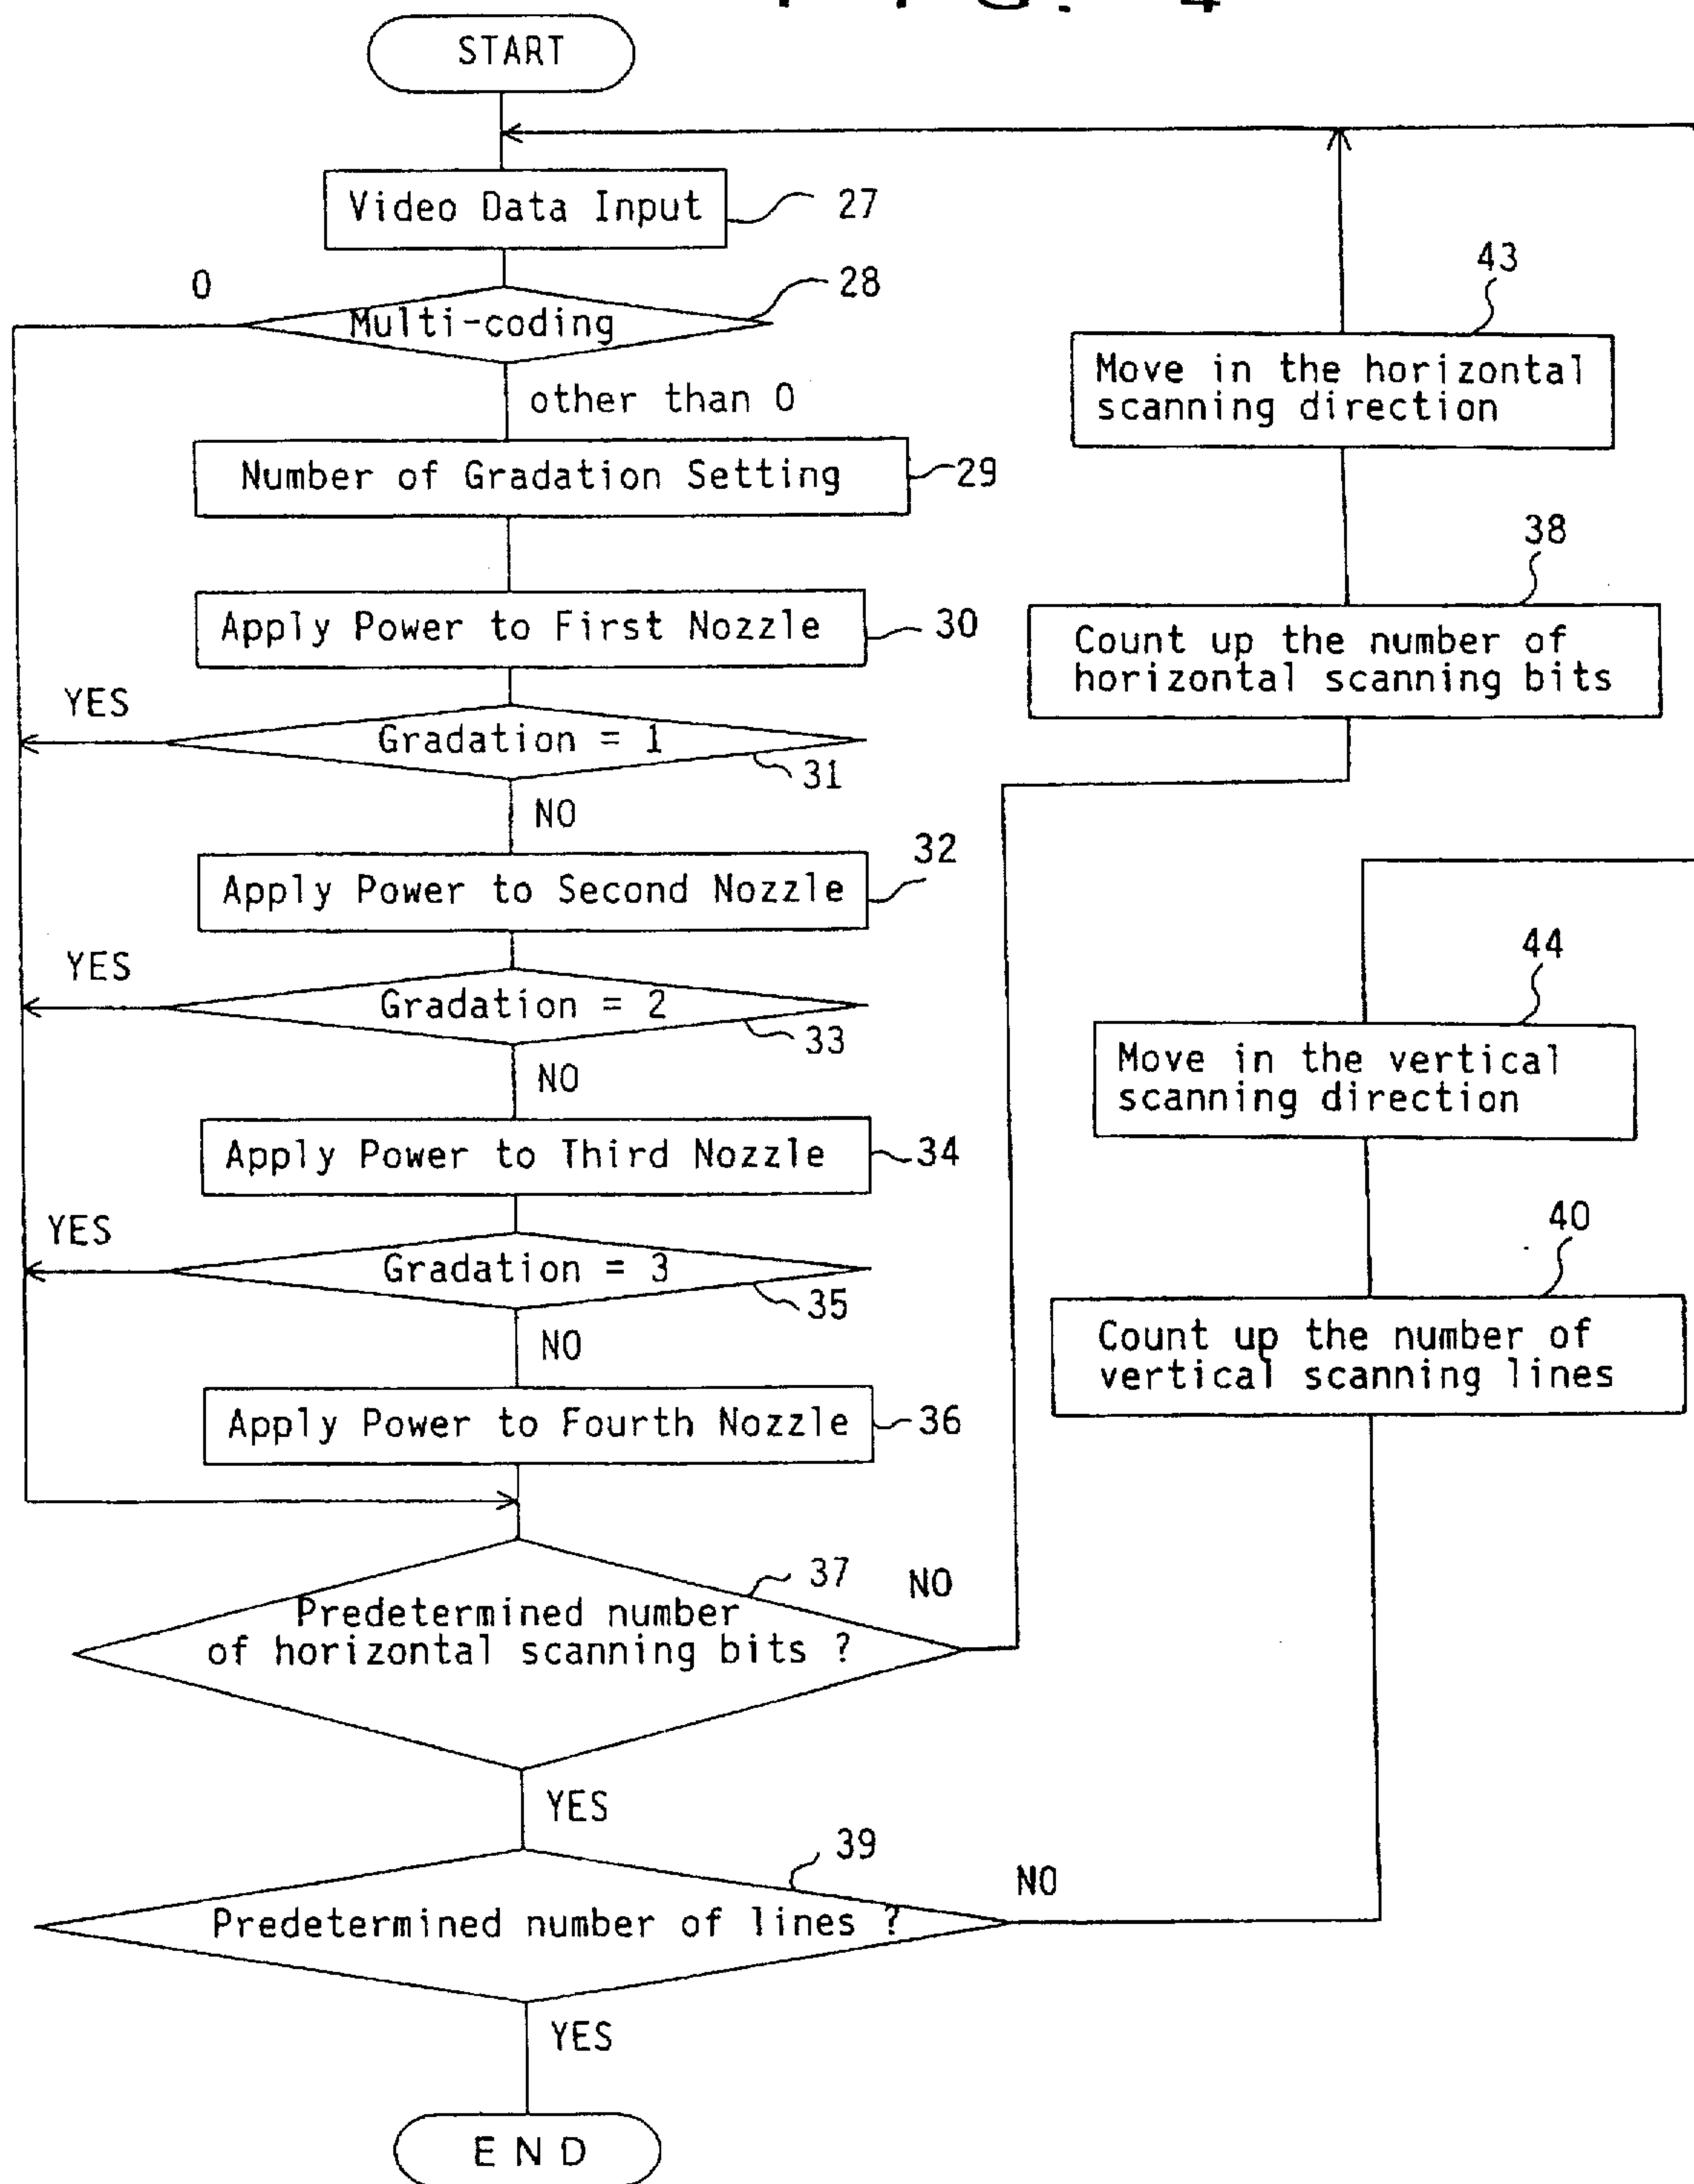 START
Video Data Input
27
0
Multi-coding
28
other than 0
Number of Gradation Setting
29
Apply Power to First Nozzle
30
YES
Gradation = 1
31
NO
Apply Power to Second Nozzle
32
YES
Gradation = 2
33
NO
Apply Power to Third Nozzle
34
YES
Gradation = 3
35
NO
Apply Power to Fourth Nozzle
36
37
Predetermined number
of horizontal scanning bits ?
NO
YES
39
Predetermined number of lines ?
NO
YES
END
43
Move in the horizontal
scanning direction
38
Count up the number of
horizontal scanning bits
44
Move in the vertical
scanning direction
40
Count up the number of
vertical scanning lines